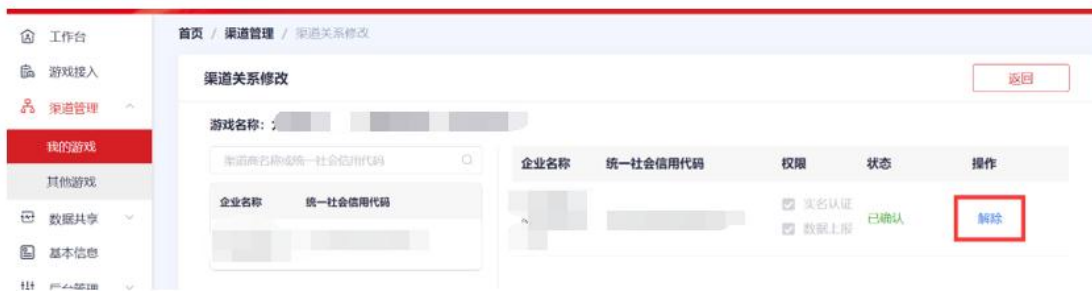 工作台
游戏接入
渠道管理
我的游戏
其他游戏
数据共享
基本信息
后台管理
首页 / 渠道管理 / 渠道关系修改
渠道关系修改
返回
游戏名称：
渠道商名称或统一社会信用代码
企业名称 统一社会信用代码
企业名称 统一社会信用代码 权限 状态 操作
实名认证
数据上报
已确认
解除